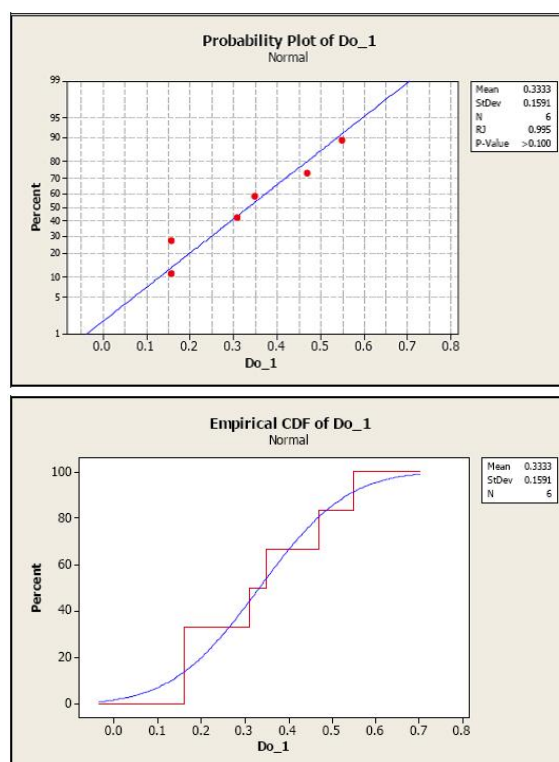 Probability Plot of Do_1
Normal
99
95
90
80
70
60
50
40
30
20
10
5
1
Percent
0.0 0.1 0.2 0.3 0.4 0.5 0.6 0.7 0.8
Do_1
Mean 0.3333
StDev 0.1591
N 6
RJ 0.995
P-Value >0.100
Empirical CDF of Do_1
Normal
100
80
60
40
20
0
Percent
0.0 0.1 0.2 0.3 0.4 0.5 0.6 0.7 0.8
Do_1
Mean 0.3333
StDev 0.1591
N 6